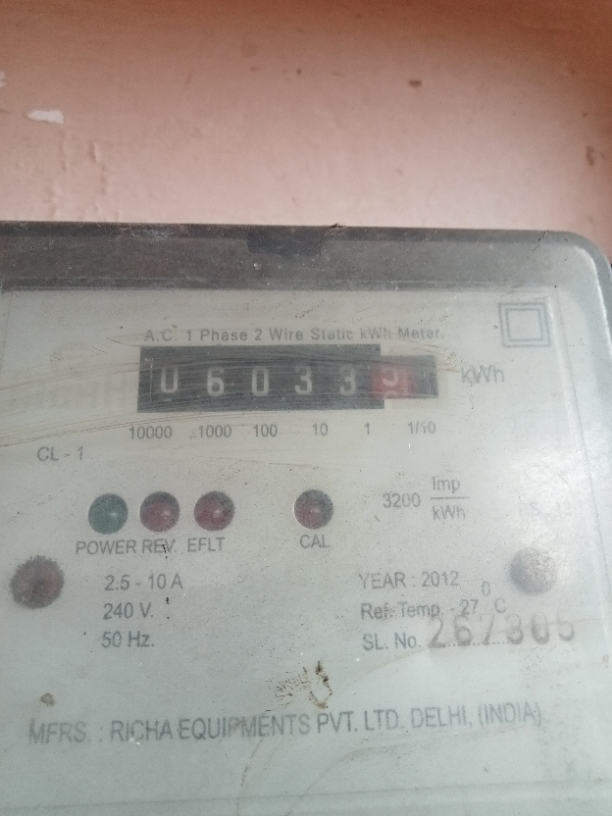 A.C. 1 Phase 2 Wire Static kWh Meter.
0 6 0 3 3 kWh
10000 1000 100 10 1 1/10
CL - 1
3200 Imp/kWh
POWER REV. EFLT CAL
2.5 - 10 A YEAR : 2012
240 V. Ref. Temp. - 27 °C
50 Hz. SL. No. 267305
MFRS. : RICHA EQUIPMENTS PVT. LTD. DELHI, (INDIA)